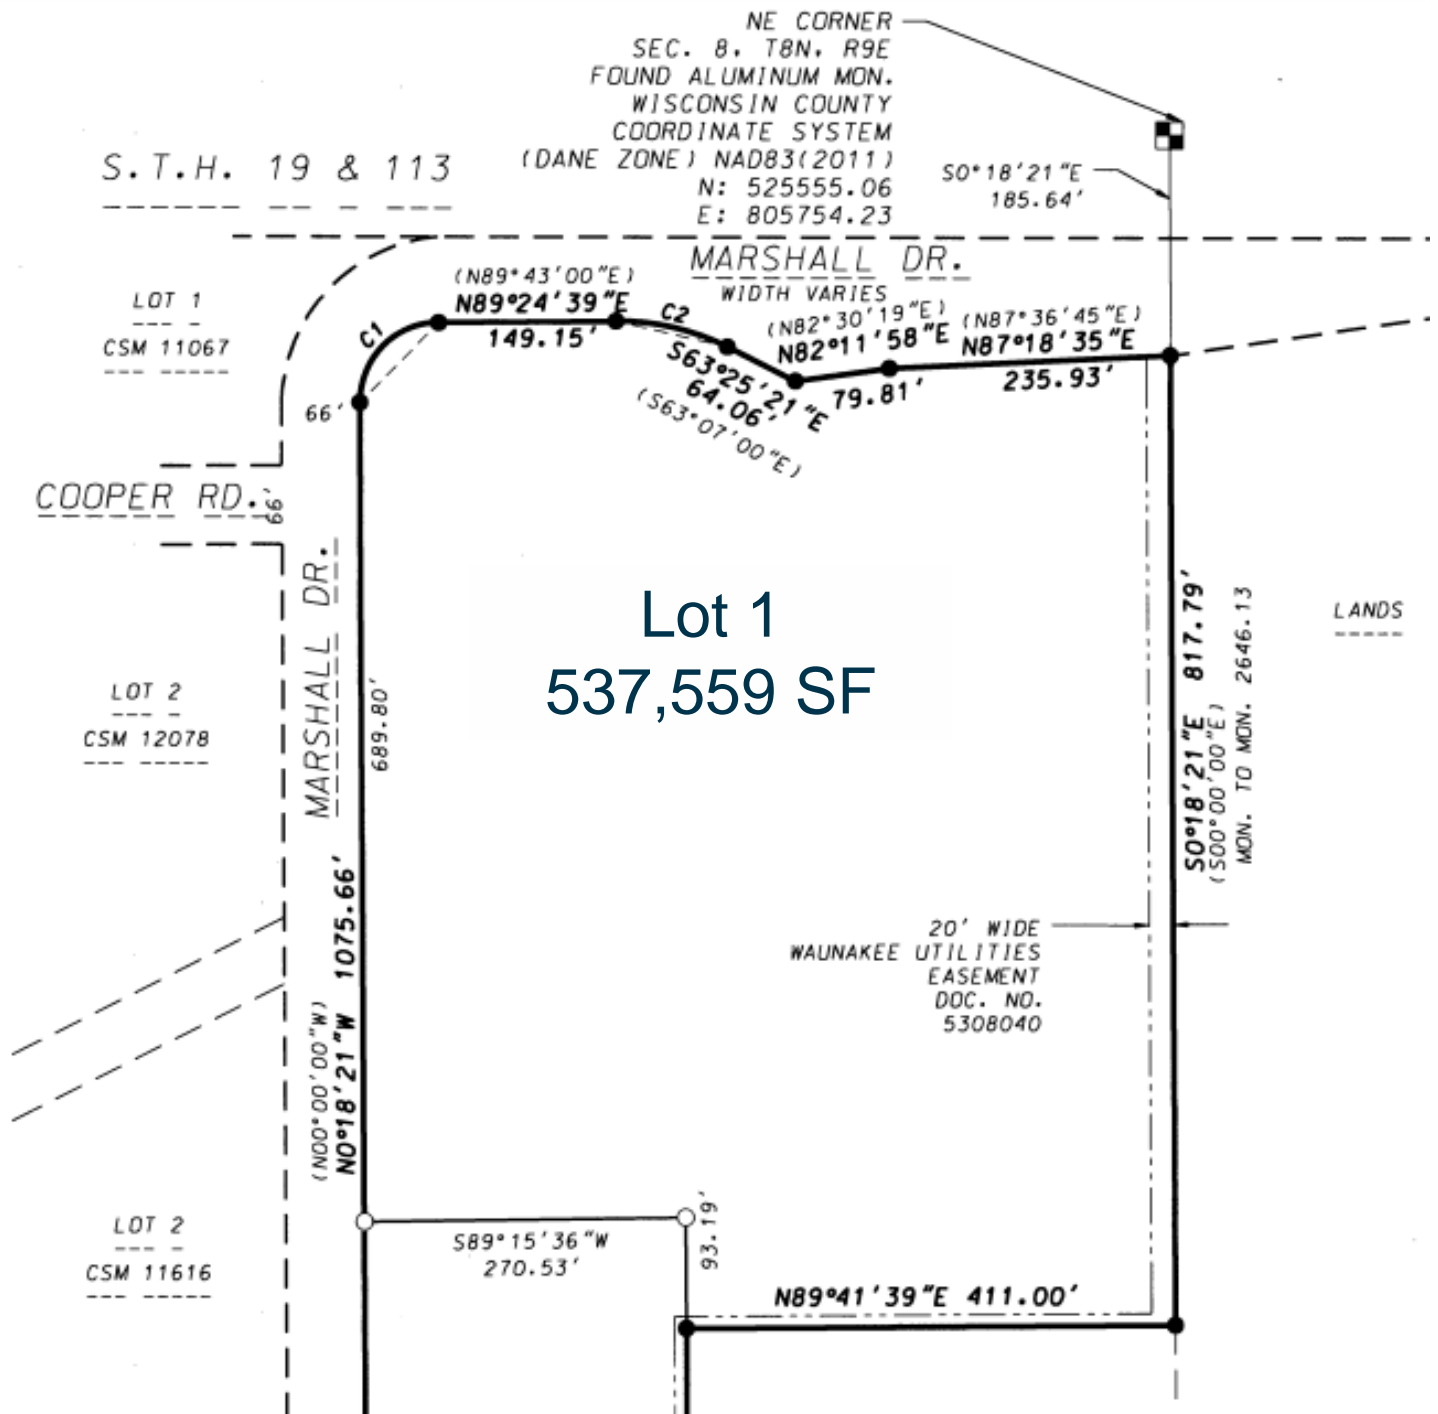 NE CORNER
SEC. 8, T8N, R9E
FOUND ALUMINUM MON.
WISCONSIN COUNTY
COORDINATE SYSTEM
(DANE ZONE) NAD83(2011)
N: 525555.06
E: 805754.23
S.T.H. 19 & 113
S0°18'21"E
185.64'
MARSHALL DR.
WIDTH VARIES
LOT 1
CSM 11067
C1
(N89°43'00"E)
N89°24'39"E
149.15'
C2
S63°25'21"E
64.06'
(S63°07'00"E)
(N82°30'19"E)
N82°11'58"E
79.81'
(N87°36'45"E)
N87°18'35"E
235.93'
66'
COOPER RD.
66'
MARSHALL DR.
Lot 1
537,559 SF
689.80'
S0°18'21"E 817.79'
(S00°00'00"E)
MON. TO MON. 2646.13
LANDS
LOT 2
CSM 12078
(N00°00'00"W)
N0°18'21"W 1075.66'
20' WIDE
WAUNAKEE UTILITIES
EASEMENT
DOC. NO.
5308040
LOT 2
CSM 11616
S89°15'36"W
270.53'
93.19'
N89°41'39"E 411.00'